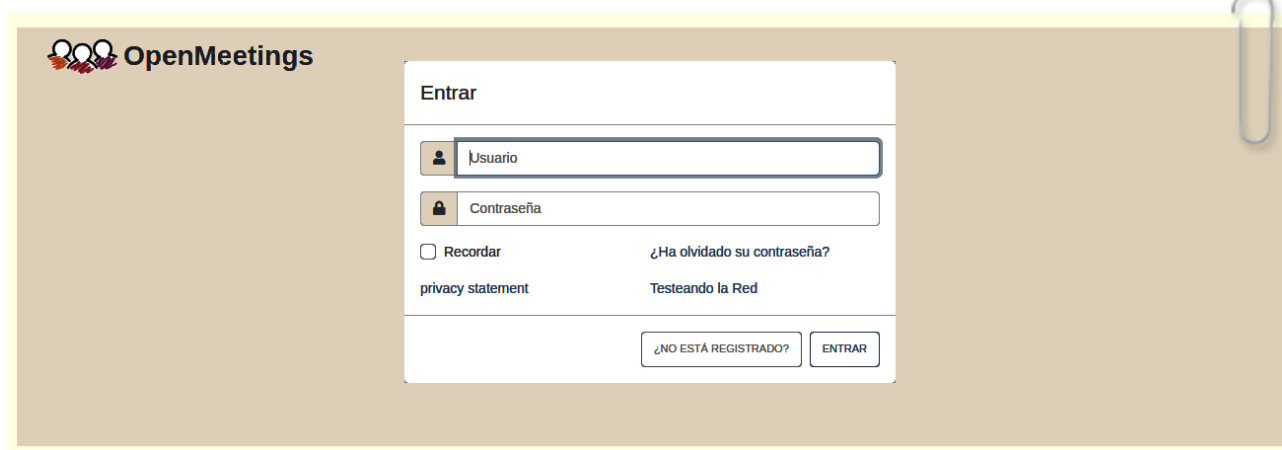 OpenMeetings
Entrar
Usuario
Contraseña
Recordar ¿Ha olvidado su contraseña?
privacy statement Testeando la Red
¿NO ESTÁ REGISTRADO? ENTRAR